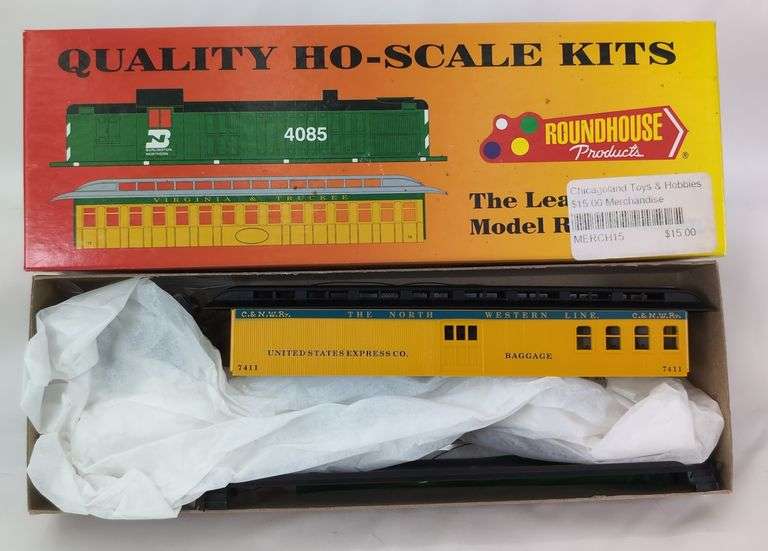 QUALITY HO-SCALE KITS
BN
BURLINGTON
NORTHERN
4085
ROUNDHOUSE
Products
®
VIRGINIA & TRUCKEE
The Lea
Model R
Chicagoland Toys & Hobbies
$15.00 Merchandise
MERCH15 $15.00
C.& N.W.Ry. THE NORTH WESTERN LINE. C.& N.W.Ry.
UNITED STATES EXPRESS CO. BAGGAGE
7411 7411